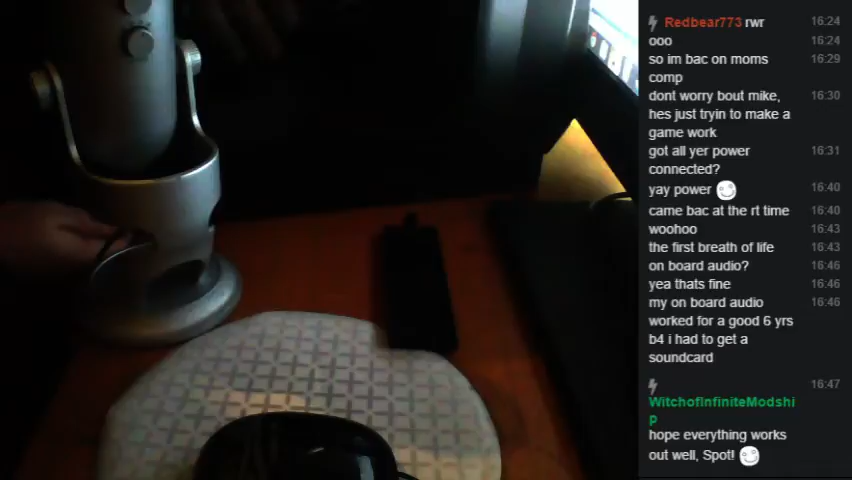 Redbear773 rwr 16:24
ooo 16:24
so im bac on moms 16:29
comp
dont worry bout mike, 16:30
hes just tryin to make a
game work
got all yer power 16:31
connected?
yay power 16:40
came bac at the rt time 16:40
woohoo 16:43
the first breath of life 16:43
on board audio? 16:46
yea thats fine 16:46
my on board audio 16:46
worked for a good 6 yrs
b4 i had to get a
soundcard
16:47
WitchofInfiniteModshi
p
hope everything works
out well, Spot!